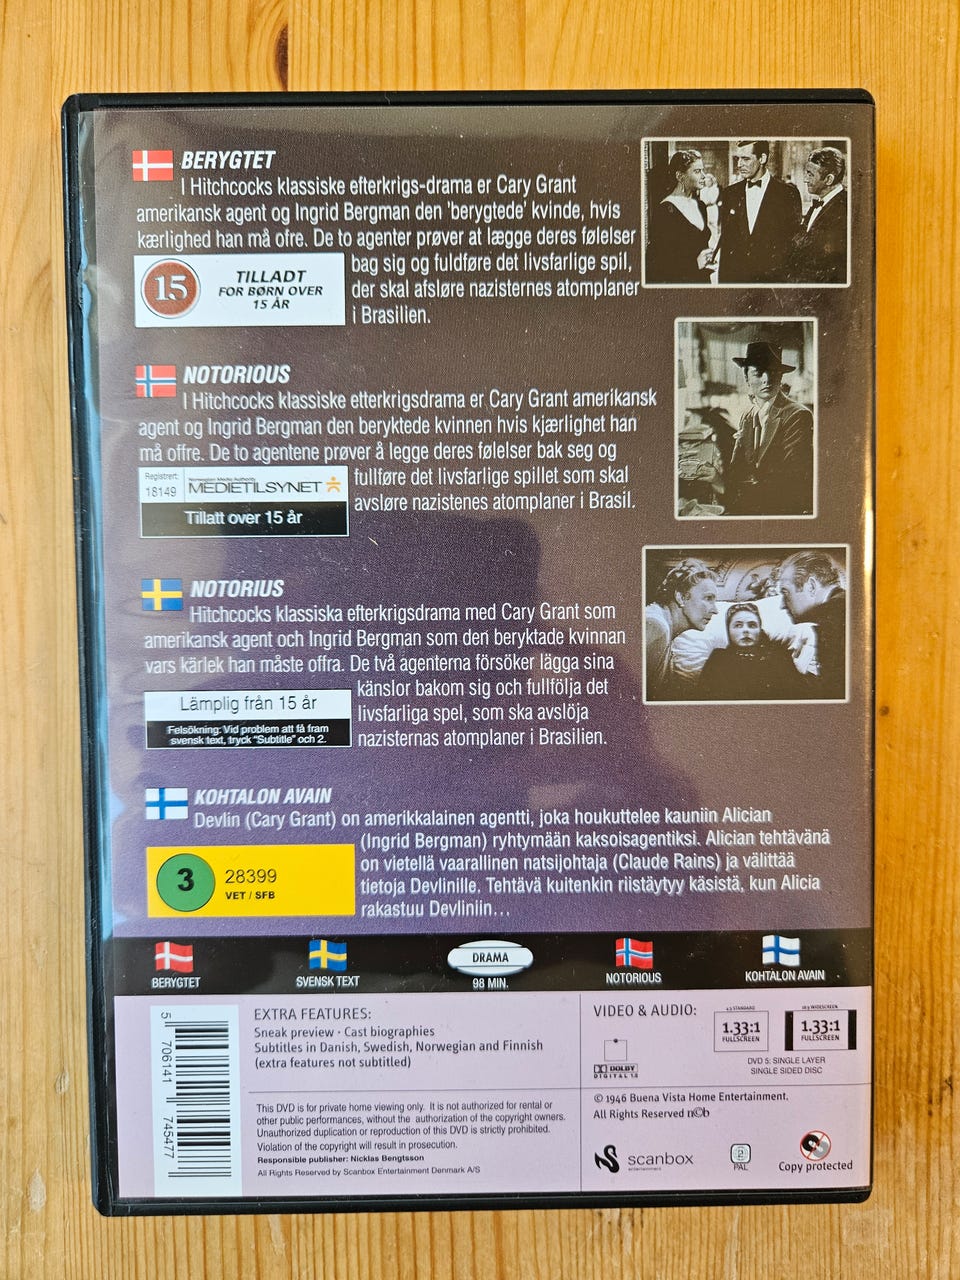 BERYGTET
I Hitchcocks klassiske efterkrigs-drama er Cary Grant
amerikansk agent og Ingrid Bergman den 'berygtede' kvinde, hvis
kærlighed han må ofre. De to agenter prøver at lægge deres følelser
bag sig og fuldføre det livsfarlige spil,
der skal afsløre nazisternes atomplaner
i Brasilien.
15
TILLADT
FOR BØRN OVER
15 ÅR
NOTORIOUS
I Hitchcocks klassiske etterkrigsdrama er Cary Grant amerikansk
agent og Ingrid Bergman den beryktede kvinnen hvis kjærlighet han
må offre. De to agentene prøver å legge deres følelser bak seg og
fullføre det livsfarlige spillet som skal
avsløre nazistenes atomplaner i Brasil.
Registrert:
18149
Norwegian Media Authority
MEDIETILSYNET
Tillatt over 15 år
NOTORIUS
Hitchcocks klassiska efterkrigsdrama med Cary Grant som
amerikansk agent och Ingrid Bergman som den beryktade kvinnan
vars kärlek han måste offra. De två agenterna försöker lägga sina
känslor bakom sig och fullfölja det
livsfarliga spel, som ska avslöja
nazisternas atomplaner i Brasilien.
Lämplig från 15 år
Felsökning: Vid problem att få fram
svensk text, tryck "Subtitle" och 2.
KOHTALON AVAIN
Devlin (Cary Grant) on amerikkalainen agentti, joka houkuttelee kauniin Alician
(Ingrid Bergman) ryhtymään kaksoisagentiksi. Alician tehtävänä
on vietellä vaarallinen natsijohtaja (Claude Rains) ja välittää
tietoja Devlinille. Tehtävä kuitenkin riistäytyy käsistä, kun Alicia
rakastuu Devliniin...
3
28399
VET / SFB
BERYGTET
SVENSK TEXT
DRAMA
98 MIN.
NOTORIOUS
KOHTALON AVAIN
5 706141 745477
EXTRA FEATURES:
Sneak preview · Cast biographies
Subtitles in Danish, Swedish, Norwegian and Finnish
(extra features not subtitled)
This DVD is for private home viewing only. It is not authorized for rental or
other public performances, without the authorization of the copyright owners.
Unauthorized duplication or reproduction of this DVD is strictly prohibited.
Violation of the copyright will result in prosecution.
Responsible publisher: Nicklas Bengtsson
All Rights Reserved by Scanbox Entertainment Denmark A/S
VIDEO & AUDIO:
DOLBY
DIGITAL 1.0
4:3 STANDARD
1.33:1
FULLSCREEN
16:9 WIDESCREEN
1.33:1
FULLSCREEN
DVD 5: SINGLE LAYER
SINGLE SIDED DISC
© 1946 Buena Vista Home Entertainment.
All Rights Reserved n©b
scanbox
entertainment
2
PAL
Copy protected